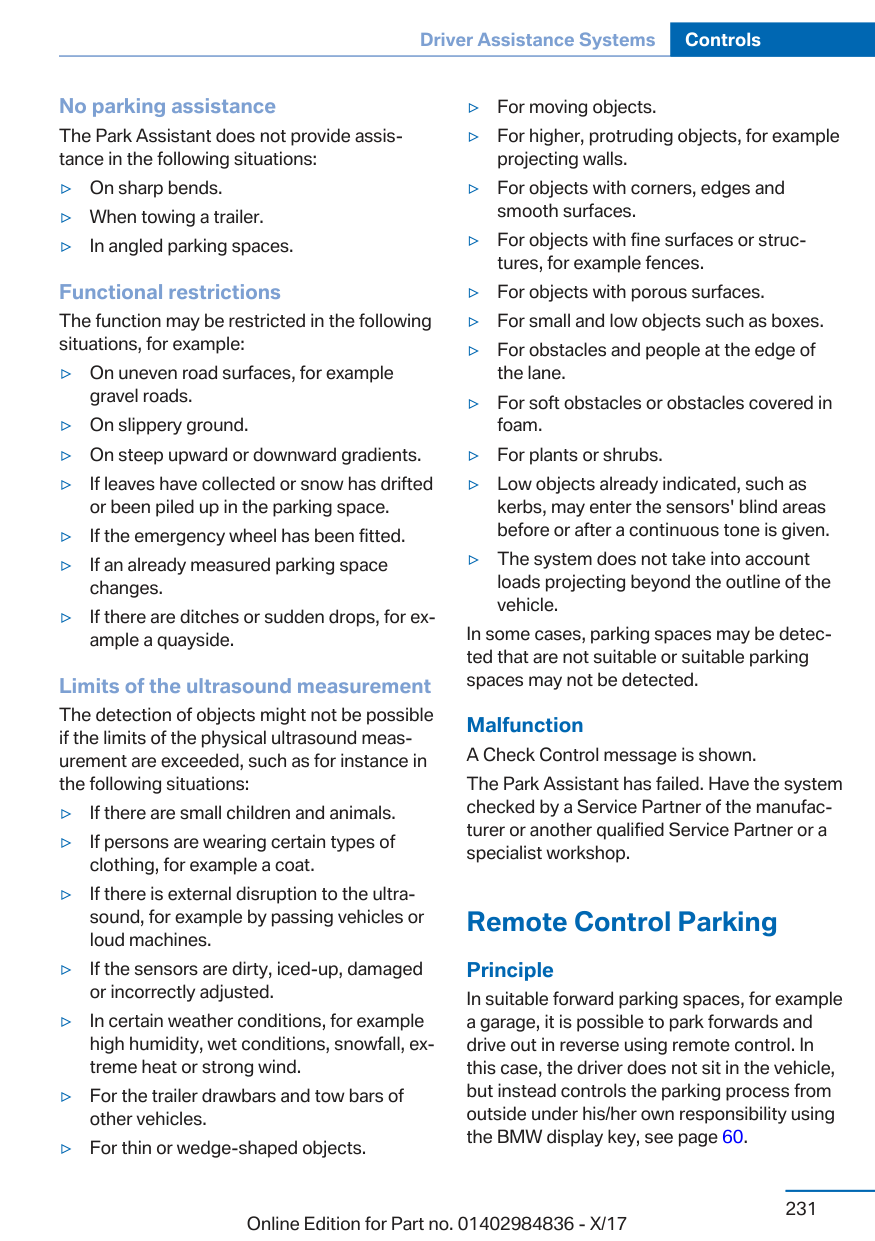 Driver Assistance Systems Controls
No parking assistance
The Park Assistant does not provide assis-
tance in the following situations:
▷ On sharp bends.
▷ When towing a trailer.
▷ In angled parking spaces.
Functional restrictions
The function may be restricted in the following
situations, for example:
▷ On uneven road surfaces, for example
gravel roads.
▷ On slippery ground.
▷ On steep upward or downward gradients.
▷ If leaves have collected or snow has drifted
or been piled up in the parking space.
▷ If the emergency wheel has been fitted.
▷ If an already measured parking space
changes.
▷ If there are ditches or sudden drops, for ex-
ample a quayside.
Limits of the ultrasound measurement
The detection of objects might not be possible
if the limits of the physical ultrasound meas-
urement are exceeded, such as for instance in
the following situations:
▷ If there are small children and animals.
▷ If persons are wearing certain types of
clothing, for example a coat.
▷ If there is external disruption to the ultra-
sound, for example by passing vehicles or
loud machines.
▷ If the sensors are dirty, iced-up, damaged
or incorrectly adjusted.
▷ In certain weather conditions, for example
high humidity, wet conditions, snowfall, ex-
treme heat or strong wind.
▷ For the trailer drawbars and tow bars of
other vehicles.
▷ For thin or wedge-shaped objects.
▷ For moving objects.
▷ For higher, protruding objects, for example
projecting walls.
▷ For objects with corners, edges and
smooth surfaces.
▷ For objects with fine surfaces or struc-
tures, for example fences.
▷ For objects with porous surfaces.
▷ For small and low objects such as boxes.
▷ For obstacles and people at the edge of
the lane.
▷ For soft obstacles or obstacles covered in
foam.
▷ For plants or shrubs.
▷ Low objects already indicated, such as
kerbs, may enter the sensors' blind areas
before or after a continuous tone is given.
▷ The system does not take into account
loads projecting beyond the outline of the
vehicle.
In some cases, parking spaces may be detec-
ted that are not suitable or suitable parking
spaces may not be detected.
Malfunction
A Check Control message is shown.
The Park Assistant has failed. Have the system
checked by a Service Partner of the manufac-
turer or another qualified Service Partner or a
specialist workshop.
Remote Control Parking
Principle
In suitable forward parking spaces, for example
a garage, it is possible to park forwards and
drive out in reverse using remote control. In
this case, the driver does not sit in the vehicle,
but instead controls the parking process from
outside under his/her own responsibility using
the BMW display key, see page 60.
231
Online Edition for Part no. 01402984836 - X/17